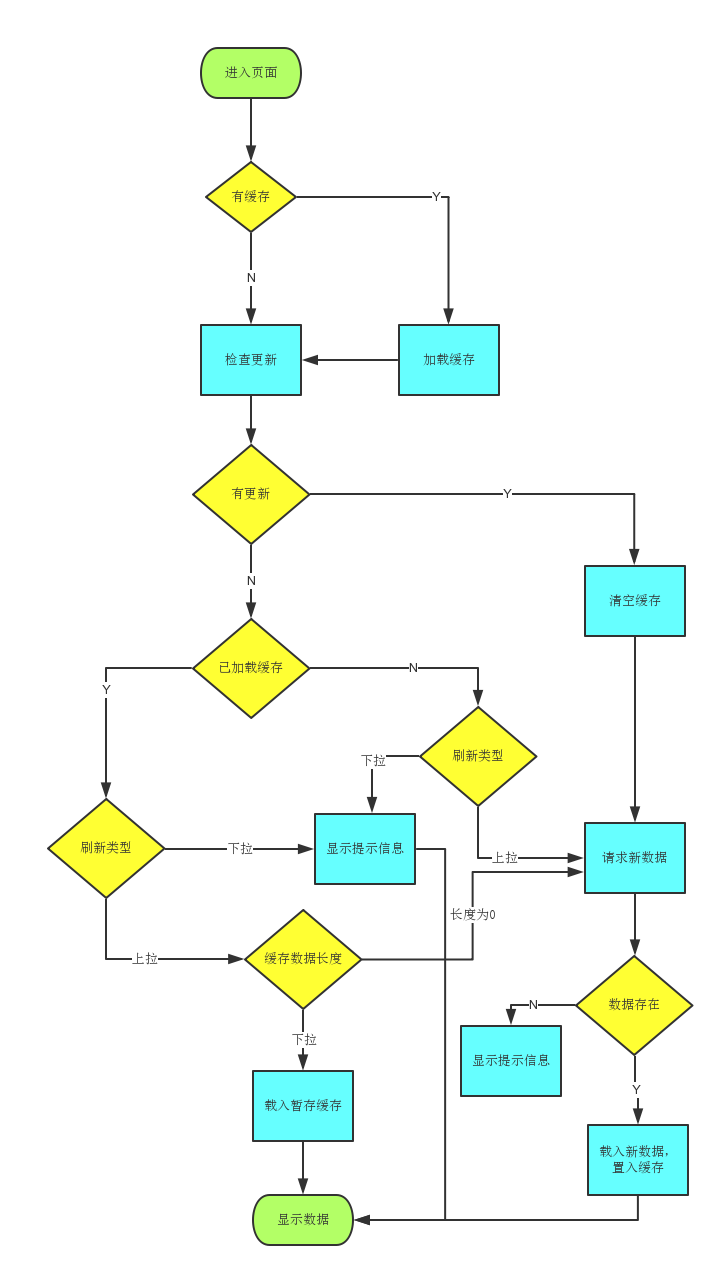 进入页面
有缓存
Y
N
检查更新
加载缓存
有更新
Y
N
清空缓存
已加载缓存
N
Y
刷新类型
下拉
刷新类型
下拉
显示提示信息
上拉
请求新数据
长度为0
上拉
缓存数据长度
数据存在
N
下拉
显示提示信息
Y
载入暂存缓存
载入新数据，
置入缓存
显示数据